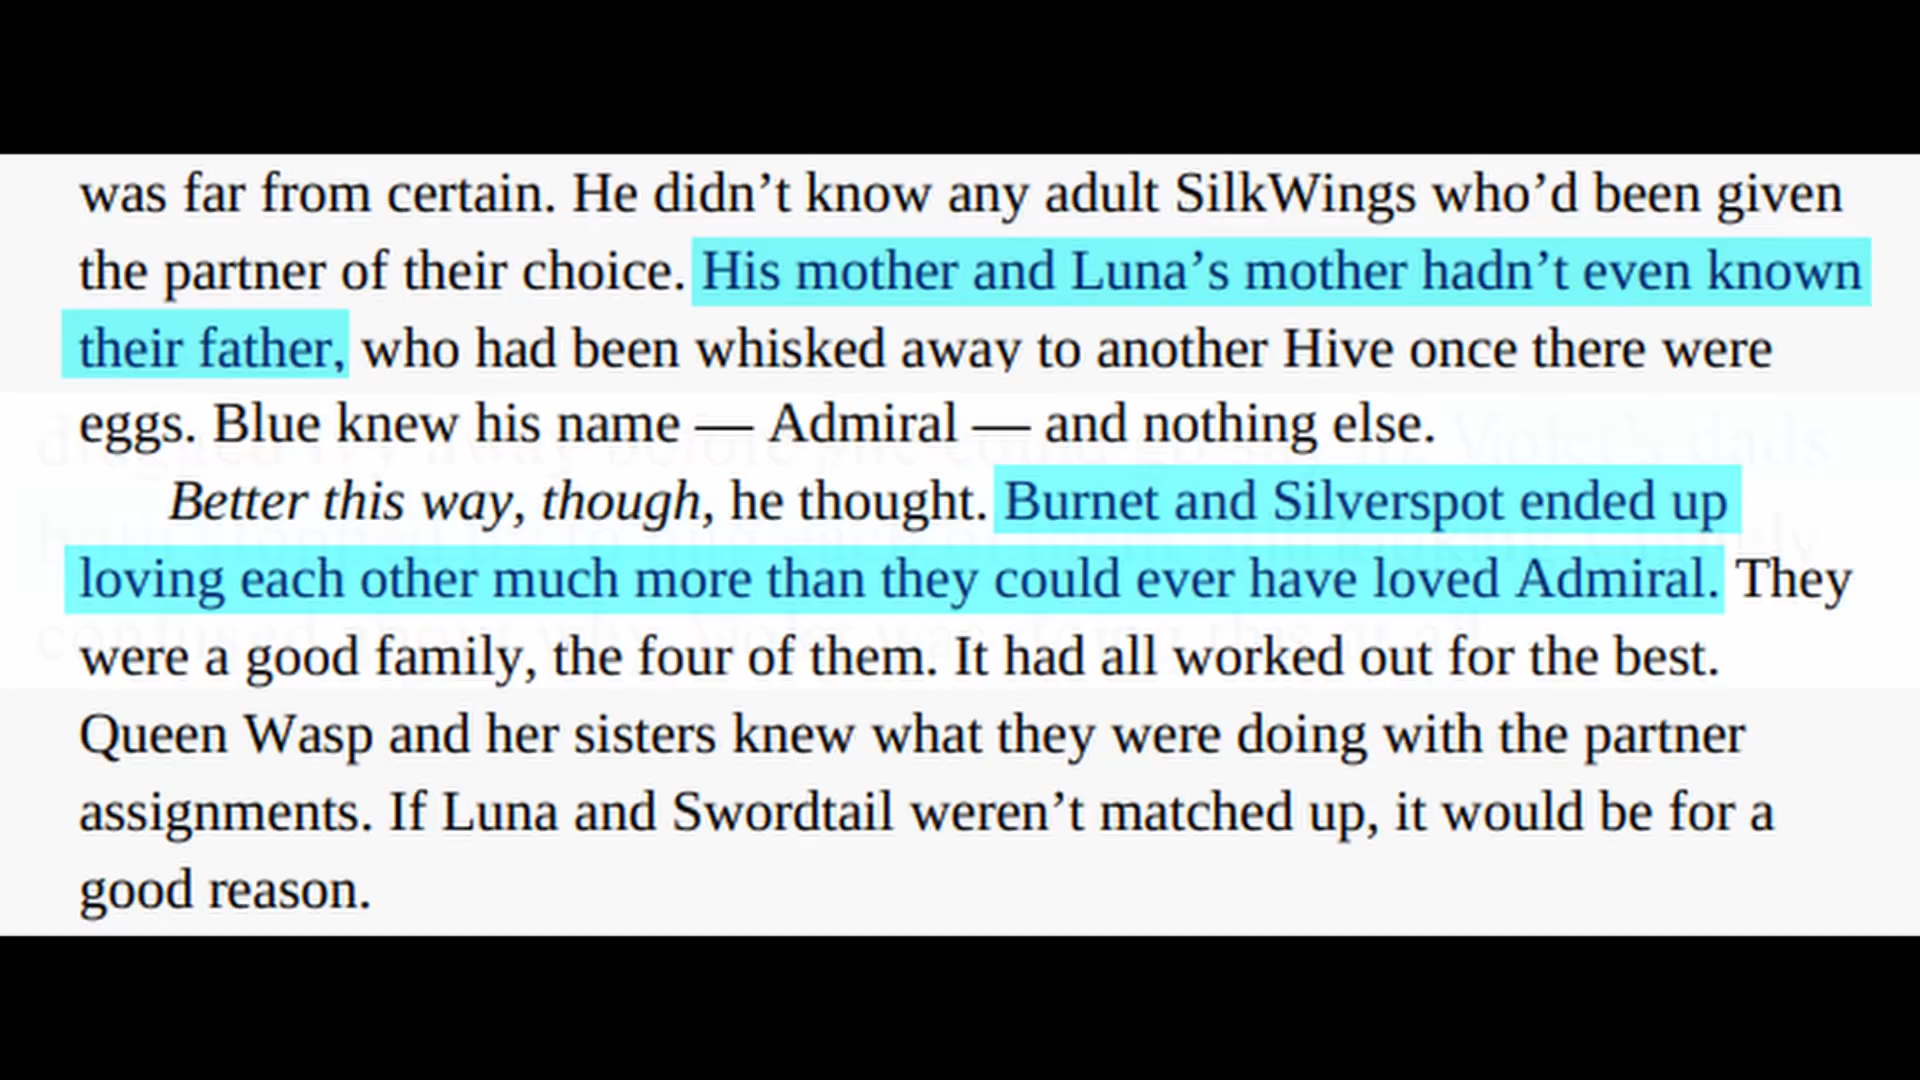 was far from certain. He didn’t know any adult SilkWings who’d been given
the partner of their choice. His mother and Luna’s mother hadn’t even known
their father, who had been whisked away to another Hive once there were
eggs. Blue knew his name — Admiral — and nothing else.
Better this way, though, he thought. Burnet and Silverspot ended up
loving each other much more than they could ever have loved Admiral. They
were a good family, the four of them. It had all worked out for the best.
Queen Wasp and her sisters knew what they were doing with the partner
assignments. If Luna and Swordtail weren’t matched up, it would be for a
good reason.